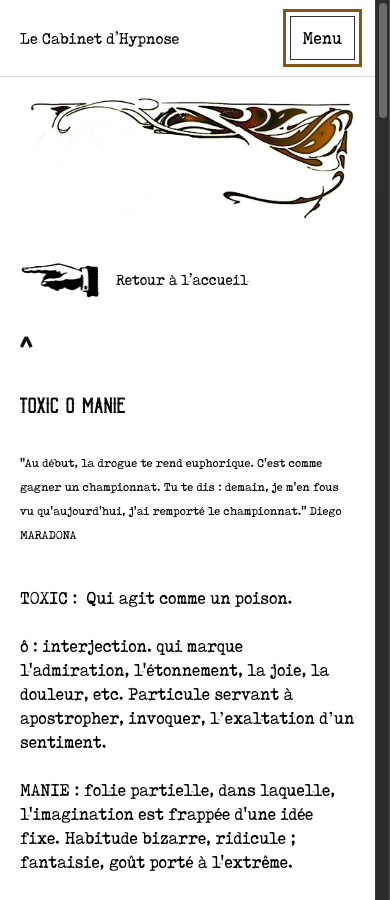 Le Cabinet d’Hypnose
Menu
Retour à l’accueil
^
TOXIC O MANIE
"Au début, la drogue te rend euphorique. C'est comme
gagner un championnat. Tu te dis : demain, je m'en fous
vu qu'aujourd'hui, j'ai remporté le championnat." Diego
MARADONA
TOXIC :  Qui agit comme un poison.
ô : interjection. qui marque
l'admiration, l'étonnement, la joie, la
douleur, etc. Particule servant à
apostropher, invoquer, l’exaltation d’un
sentiment.
MANIE : folie partielle, dans laquelle,
l'imagination est frappée d'une idée
fixe. Habitude bizarre, ridicule ;
fantaisie, goût porté à l'extrême.